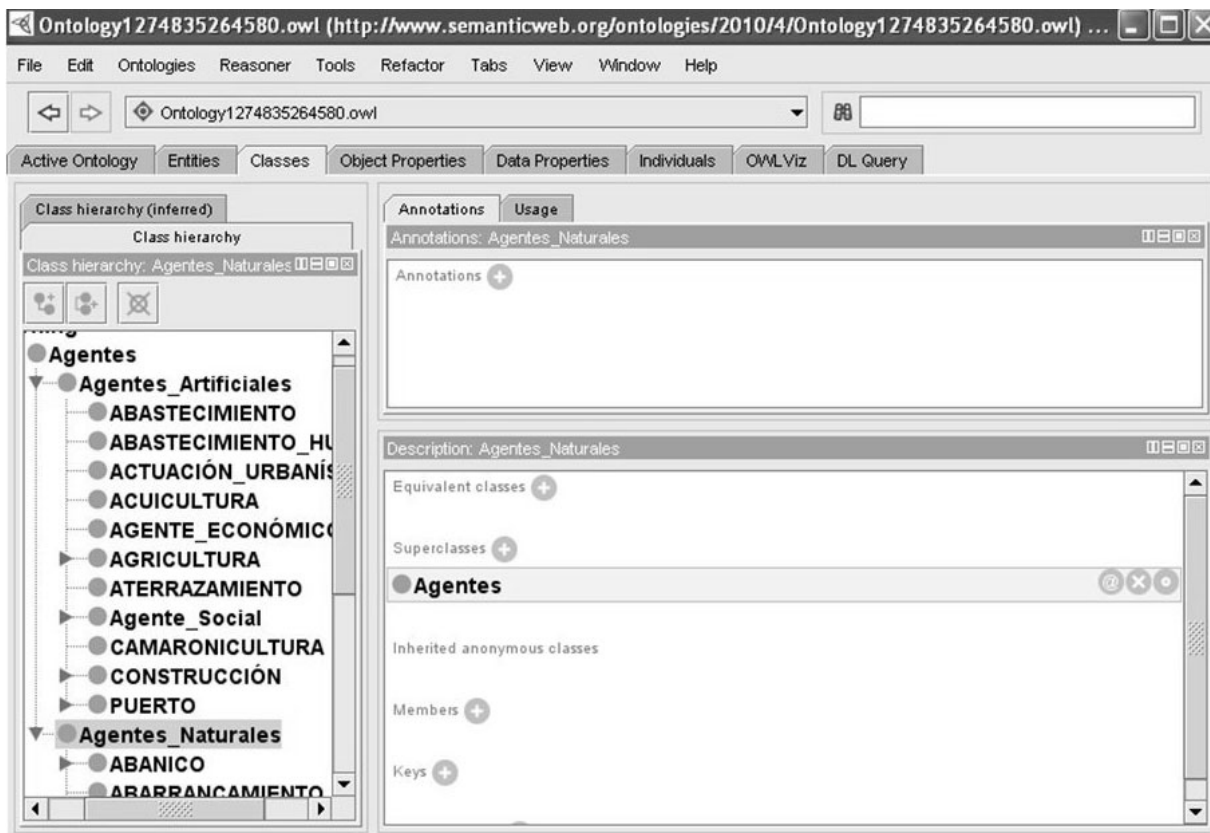 Ontology1274835264580.owl (http://www.semanticweb.org/ontologies/2010/4/Ontology1274835264580.owl) ...
File Edit Ontologies Reasoner Tools Refactor Tabs View Window Help
Ontology1274835264580.owl
Active Ontology Entities Classes Object Properties Data Properties Individuals OWLViz DL Query
Class hierarchy (inferred)
Class hierarchy
Class hierarchy: Agentes_Naturales
Agentes
Agentes_Artificiales
ABASTECIMIENTO
ABASTECIMIENTO_HU
ACTUACIÓN_URBANÍS
ACUICULTURA
AGENTE_ECONÓMICO
AGRICULTURA
ATERRAZAMIENTO
Agente_Social
CAMARONICULTURA
CONSTRUCCIÓN
PUERTO
Agentes_Naturales
ABANICO
ABARRANCAMIENTO
Annotations Usage
Annotations: Agentes_Naturales
Annotations
Description: Agentes_Naturales
Equivalent classes
Superclasses
Agentes
Inherited anonymous classes
Members
Keys